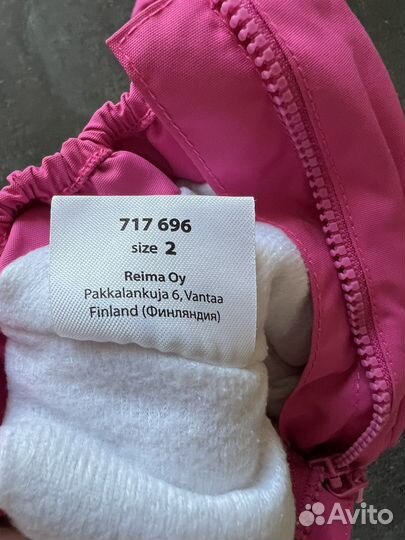 717 696
size 2
Reima Oy
Pakkalankuja 6, Vantaa
Finland (Финляндия)
Avito